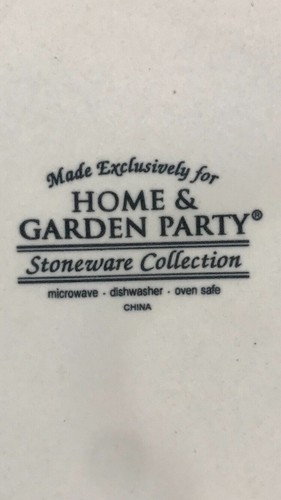 Made Exclusively for
HOME &
GARDEN PARTY®
Stoneware Collection
microwave · dishwasher · oven safe
CHINA